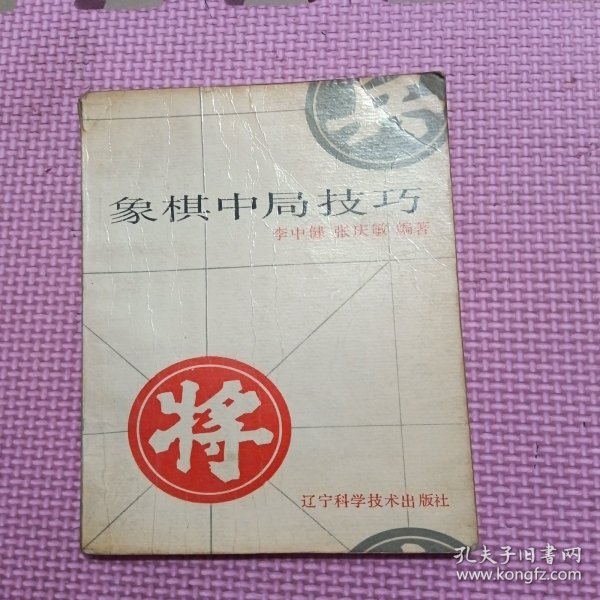 兵
象棋中局技巧
李中健 张庆敏 编著
将
辽宁科学技术出版社
孔夫子旧书网
www.kongfz.com